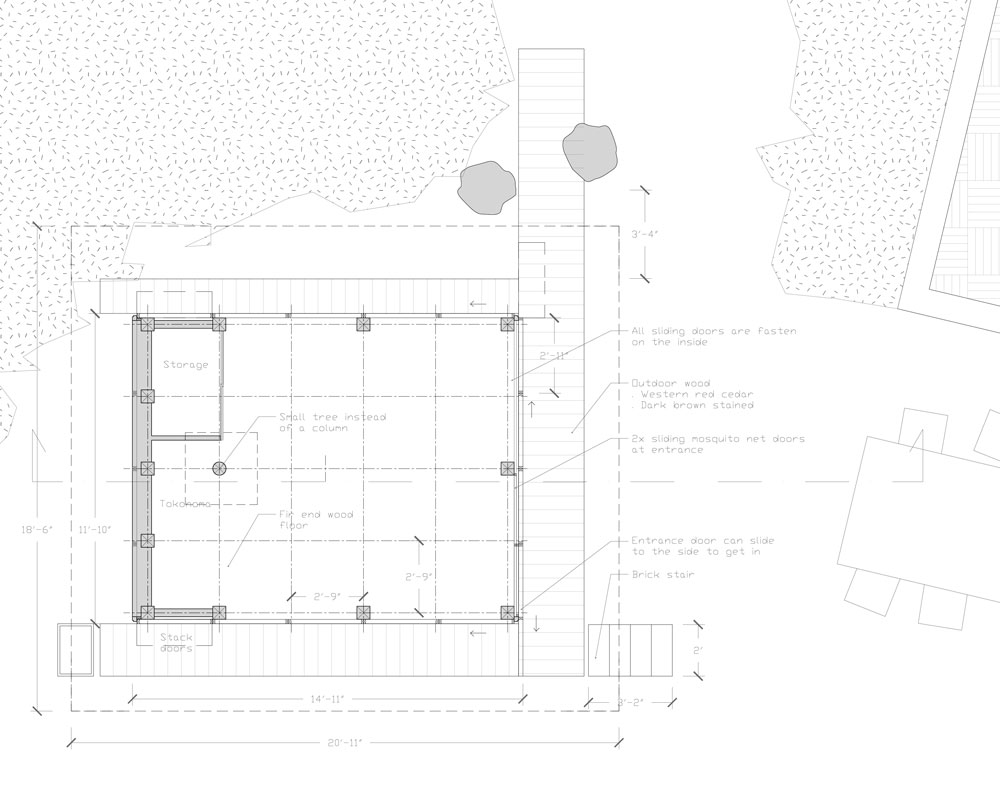 3'-4"
All sliding doors are fasten
on the inside
2'-11"
Storage
Outdoor wood
. Western red cedar
. Dark brown stained
Small tree instead
of a column
2x sliding mosquito net doors
at entrance
Tokonoma
Fir end wood
floor
18'-6"
11'-10"
Entrance door can slide
to the side to get in
2'-9"
Brick stair
2'-9"
Stack
doors
2'
14'-11"
3'-2"
20'-11"